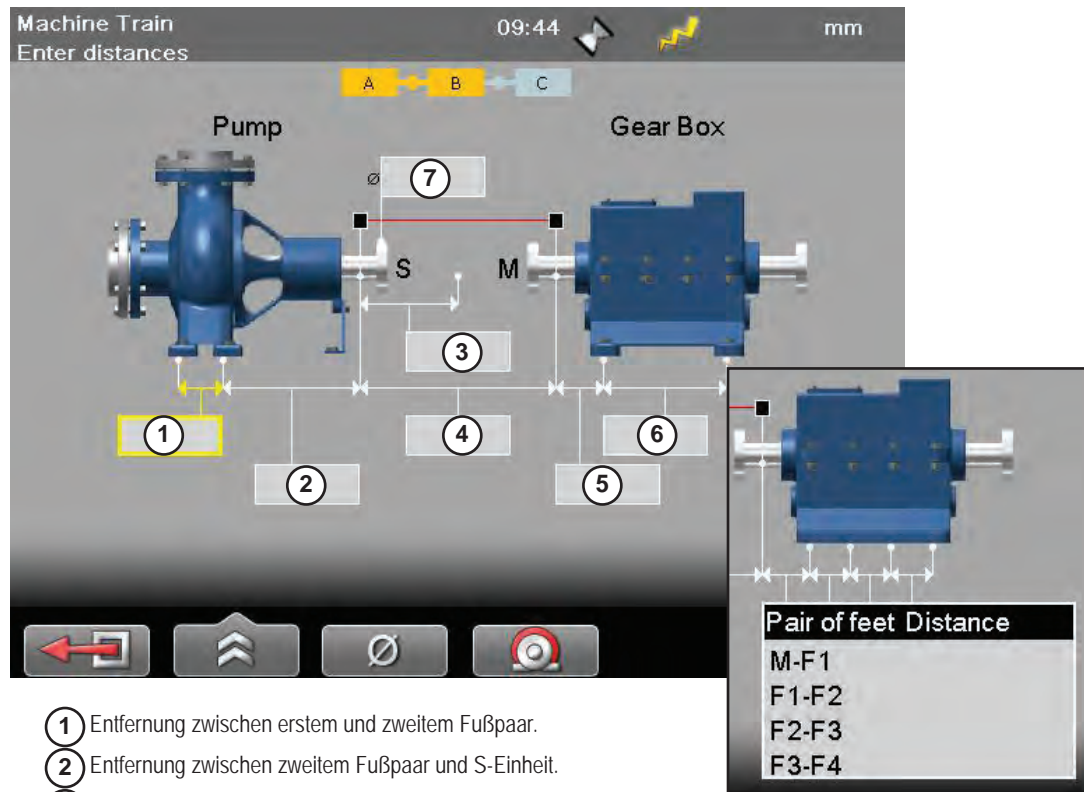 Machine Train 09:44 mm
Enter distances
A B C
Pump Gear Box
Ø 7
S M
3
1 4 6
2 5
Ø
Pair of feet Distance
M-F1
F1-F2
F2-F3
F3-F4
1 Entfernung zwischen erstem und zweitem Fußpaar.
2 Entfernung zwischen zweitem Fußpaar und S-Einheit.